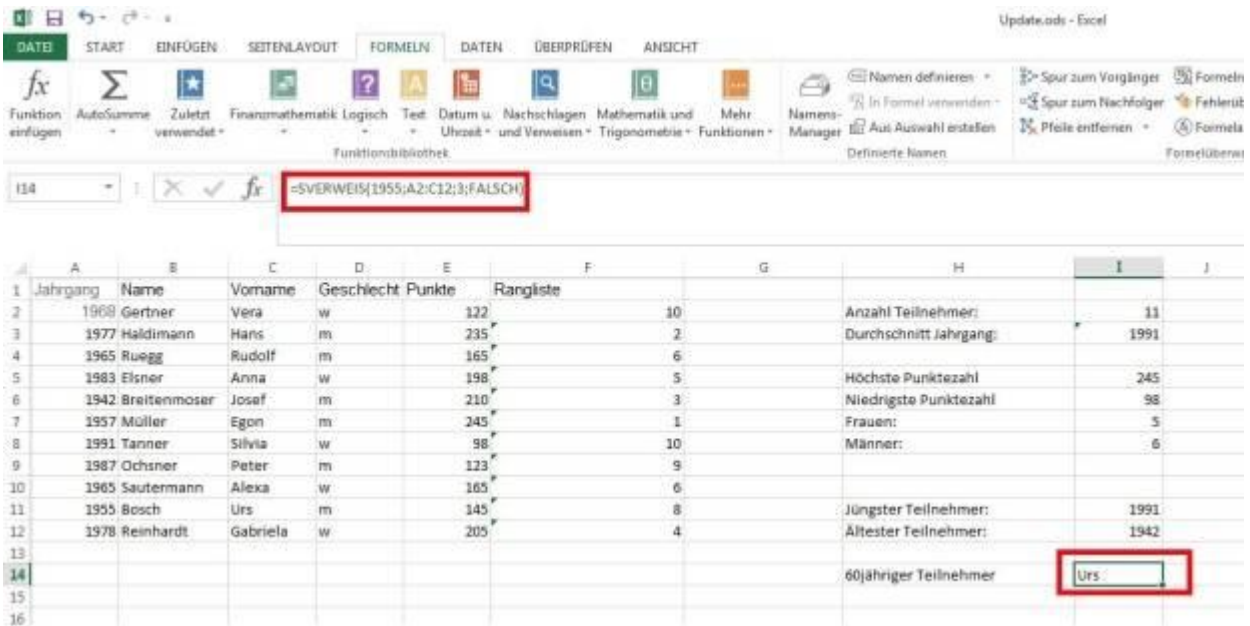 Update.ods - Excel
DATEI START EINFÜGEN SEITENLAYOUT FORMELN DATEN ÜBERPRÜFEN ANSICHT
fx Σ ? A θ
Funktion einfügen AutoSumme Zuletzt verwendet Finanzmathematik Logisch Text Datum u. Uhrzeit Nachschlagen und Verweisen Mathematik und Trigonometrie Mehr Funktionen Namens-Manager
Namen definieren Spur zum Vorgänger Formeln
In Formel verwenden Spur zum Nachfolger Fehlerüb
Aus Auswahl erstellen Pfeile entfernen Formela
Funktionsbibliothek Definierte Namen Formelüberwa
I14 fx =SVERWEIS(1955;A2:C12;3;FALSCH)
A B C D E F G H I J
1 Jahrgang Name Vorname Geschlecht Punkte Rangliste
2 1968 Gertner Vera w 122 10 Anzahl Teilnehmer: 11
3 1977 Haldimann Hans m 235 2 Durchschnitt Jahrgang: 1991
4 1965 Ruegg Rudolf m 165 6
5 1983 Elsner Anna w 198 5 Höchste Punktezahl 245
6 1942 Breitenmoser Josef m 210 3 Niedrigste Punktezahl 98
7 1957 Müller Egon m 245 1 Frauen: 5
8 1991 Tanner Silvia w 98 10 Männer: 6
9 1987 Ochsner Peter m 123 9
10 1965 Sautermann Alexa w 165 6
11 1955 Bosch Urs m 145 8 Jüngster Teilnehmer: 1991
12 1978 Reinhardt Gabriela w 205 4 Ältester Teilnehmer: 1942
13
14 60jähriger Teilnehmer Urs
15
16